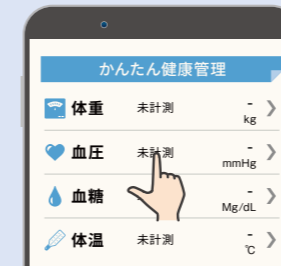 かんたん健康管理
体重 未計測 - kg
血圧 未計測 - mmHg
血糖 - Mg/dL
体温 未計測 - ℃